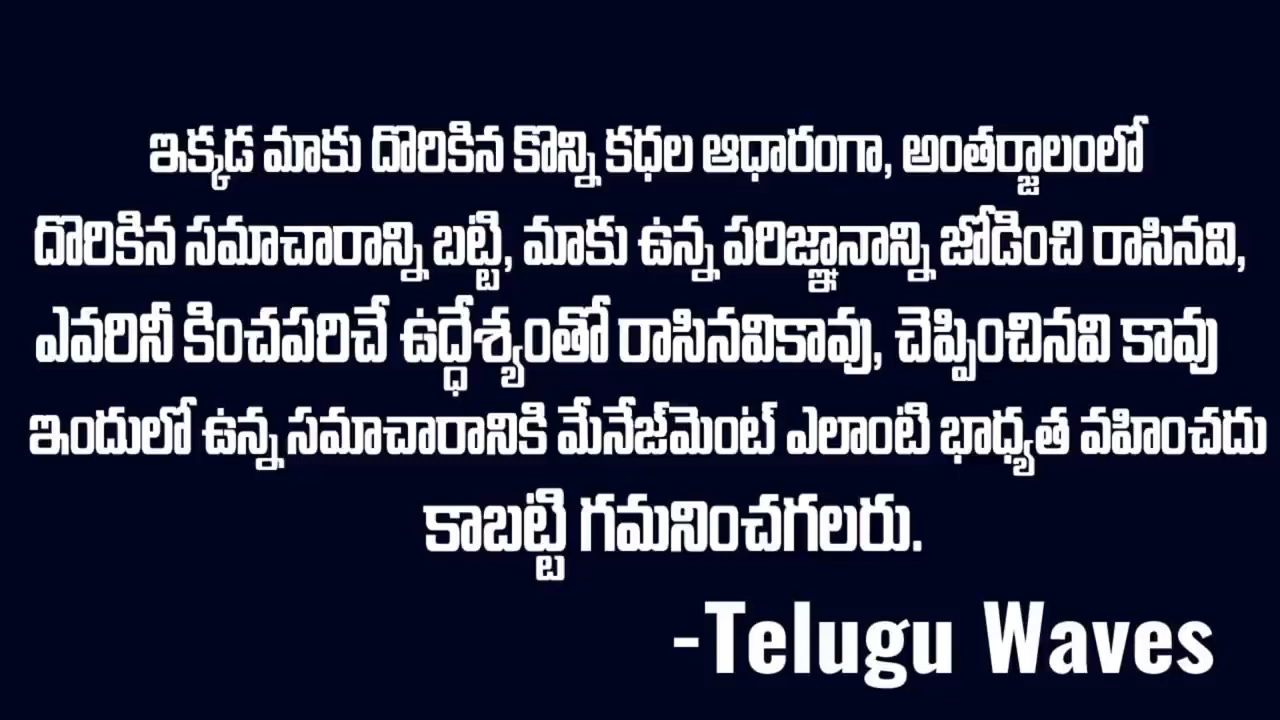 ఇక్కడ మాకు దొరికిన కొన్ని కధల ఆధారంగా, అంతర్జాలంలో
దొరికిన సమాచారాన్ని బట్టి, మాకు ఉన్న పరిజ్ఞానాన్ని జోడించి రాసినవి,
ఎవరినీ కించపరిచే ఉద్ధేశ్యంతో రాసినవికావు, చెప్పించినవి కావు
ఇందులో ఉన్న సమాచారానికి మేనేజ్‌మెంట్ ఎలాంటి భాధ్యత వహించదు
కాబట్టి గమనించగలరు.
-Telugu Waves